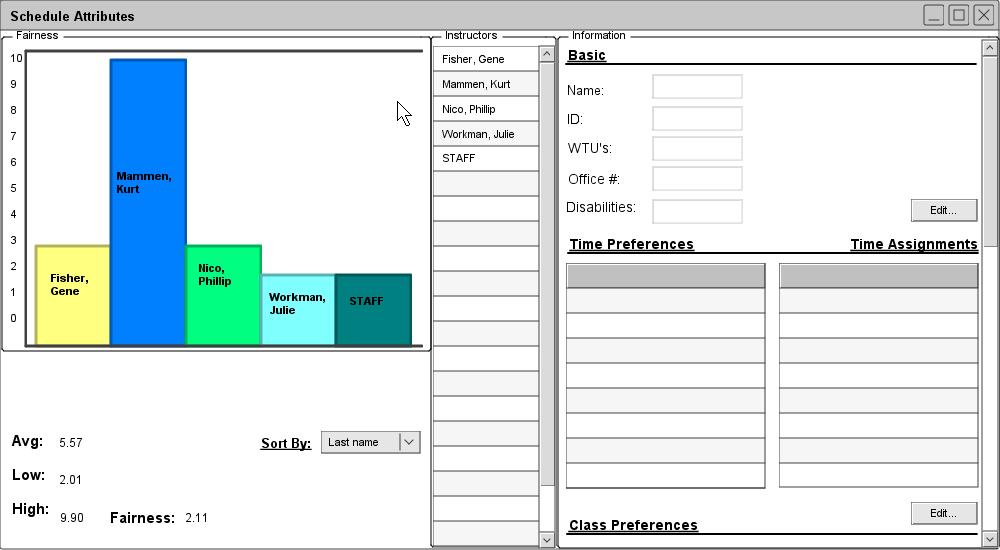 Schedule Attributes
Fairness
10
9
8
7
6
5
4
3
2
1
0
Fisher,
Gene
Mammen,
Kurt
Nico,
Phillip
Workman,
Julie
STAFF
Avg: 5.57
Low: 2.01
High: 9.90
Fairness: 2.11
Sort By: Last name
Instructors
Fisher, Gene
Mammen, Kurt
Nico, Phillip
Workman, Julie
STAFF
Information
Basic
Name:
ID:
WTU's:
Office #:
Disabilities:
Edit...
Time Preferences
Time Assignments
Edit...
Class Preferences